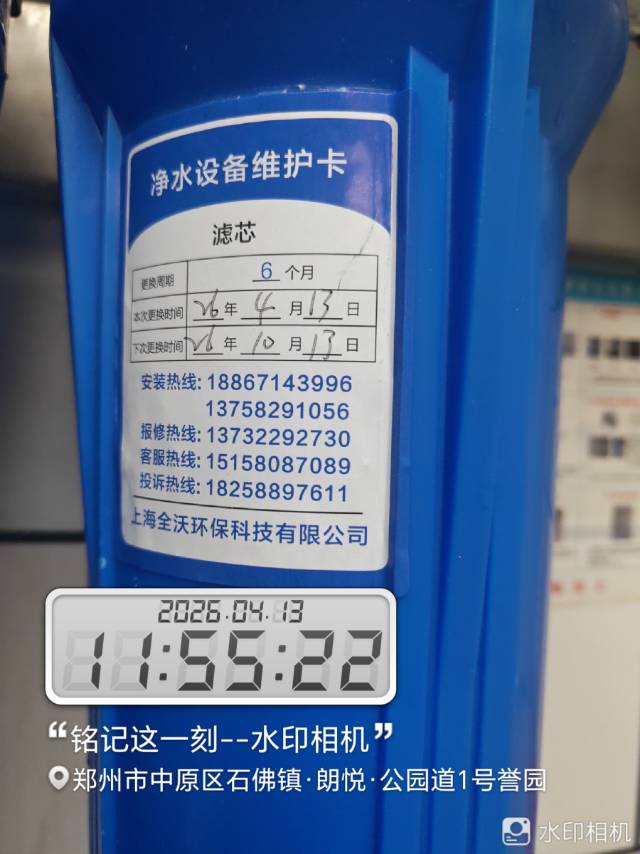 净水设备维护卡
滤芯
更换周期 6 个月
本次更换时间 26 年 4 月 13 日
下次更换时间 26 年 10 月 13 日
安装热线: 18867143996
13758291056
报修热线: 13732292730
客服热线: 15158087089
投诉热线: 18258897611
上海全沃环保科技有限公司
2026.04.13
11:55:22
“铭记这一刻--水印相机”
郑州市中原区石佛镇·朗悦·公园道1号誉园
水印相机